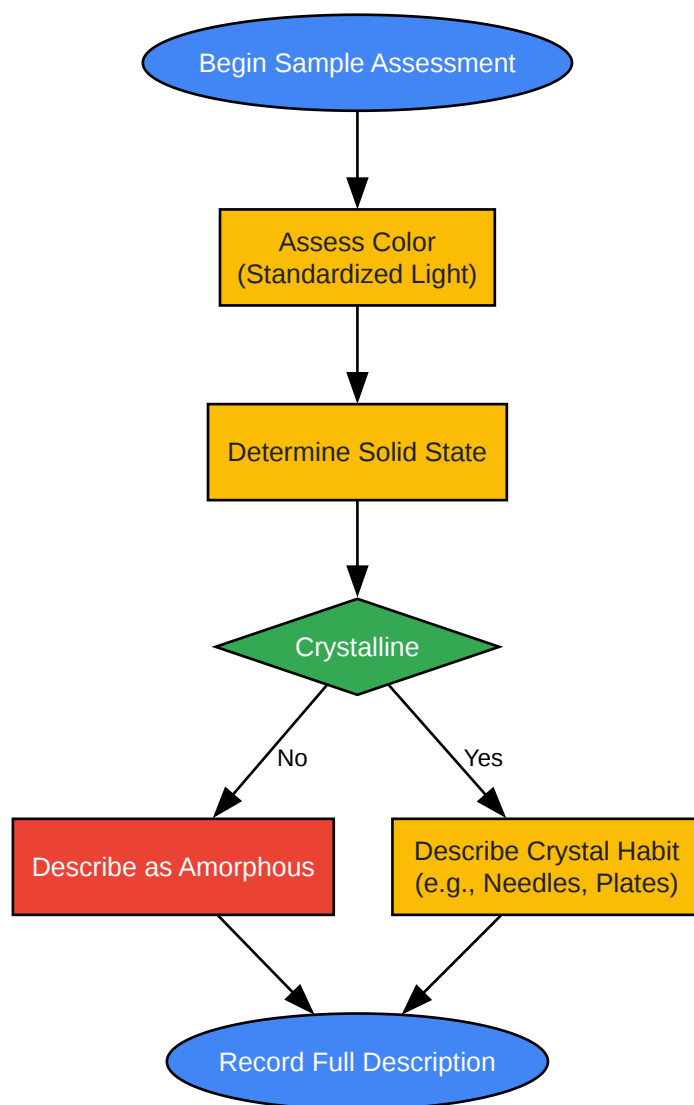 Begin Sample Assessment
Assess Color
(Standardized Light)
Determine Solid State
Crystalline
No
Yes
Describe as Amorphous
Describe Crystal Habit
(e.g., Needles, Plates)
Record Full Description